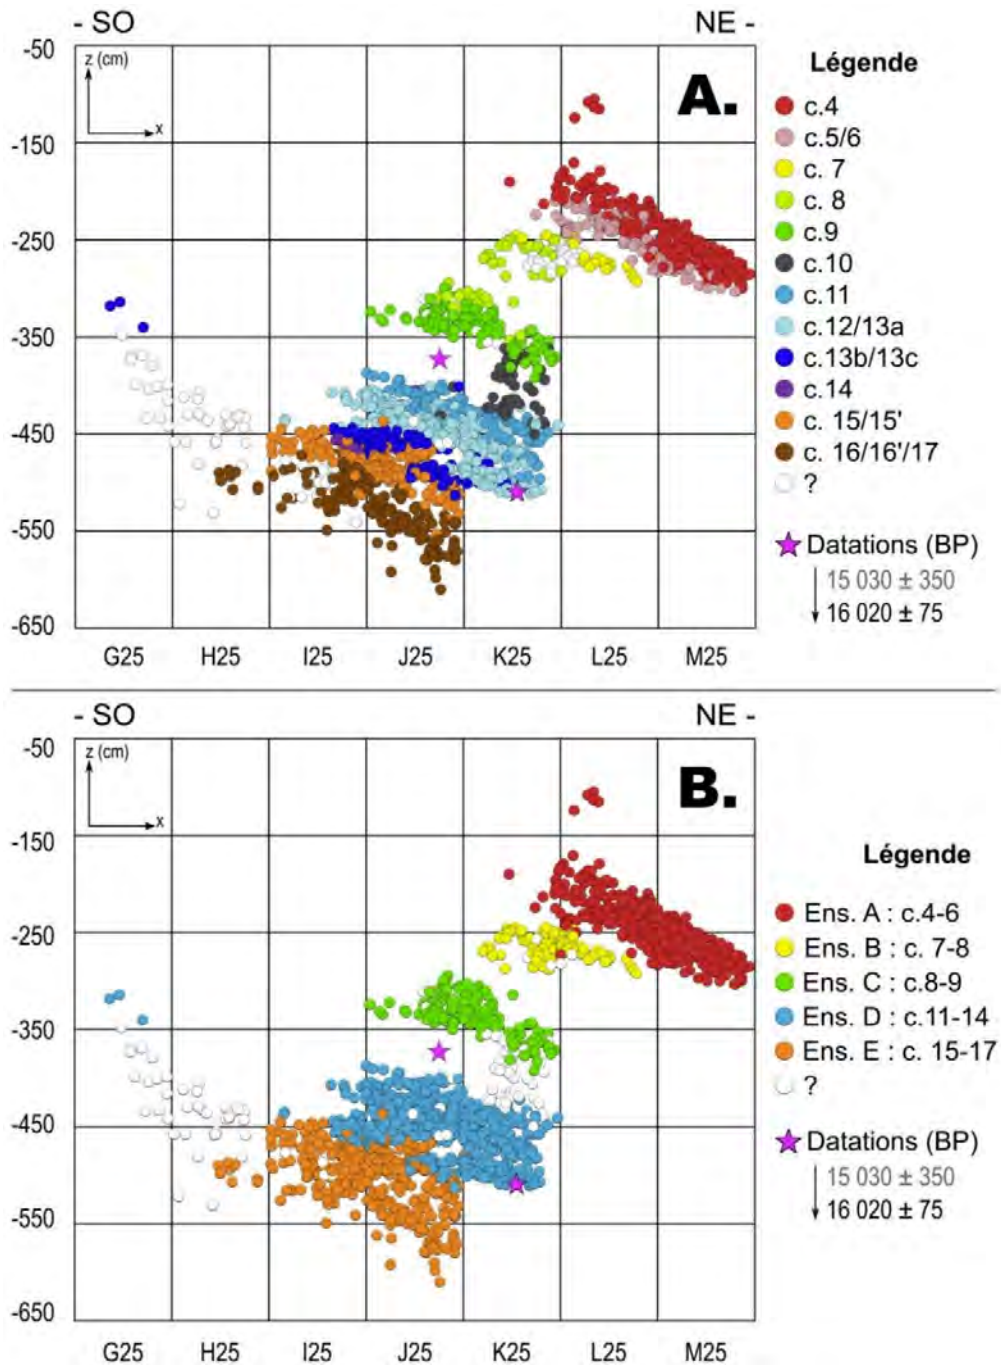 - SO NE -
-50
z (cm)
x
A.
-150
-250
-350
-450
-550
-650
G25 H25 I25 J25 K25 L25 M25
Légende
c.4
c.5/6
c. 7
c. 8
c.9
c.10
c.11
c.12/13a
c.13b/13c
c.14
c. 15/15'
c. 16/16'/17
?
Datations (BP)
15 030 ± 350
16 020 ± 75
- SO NE -
-50
z (cm)
x
B.
-150
-250
-350
-450
-550
-650
G25 H25 I25 J25 K25 L25 M25
Légende
Ens. A : c.4-6
Ens. B : c. 7-8
Ens. C : c.8-9
Ens. D : c.11-14
Ens. E : c. 15-17
?
Datations (BP)
15 030 ± 350
16 020 ± 75